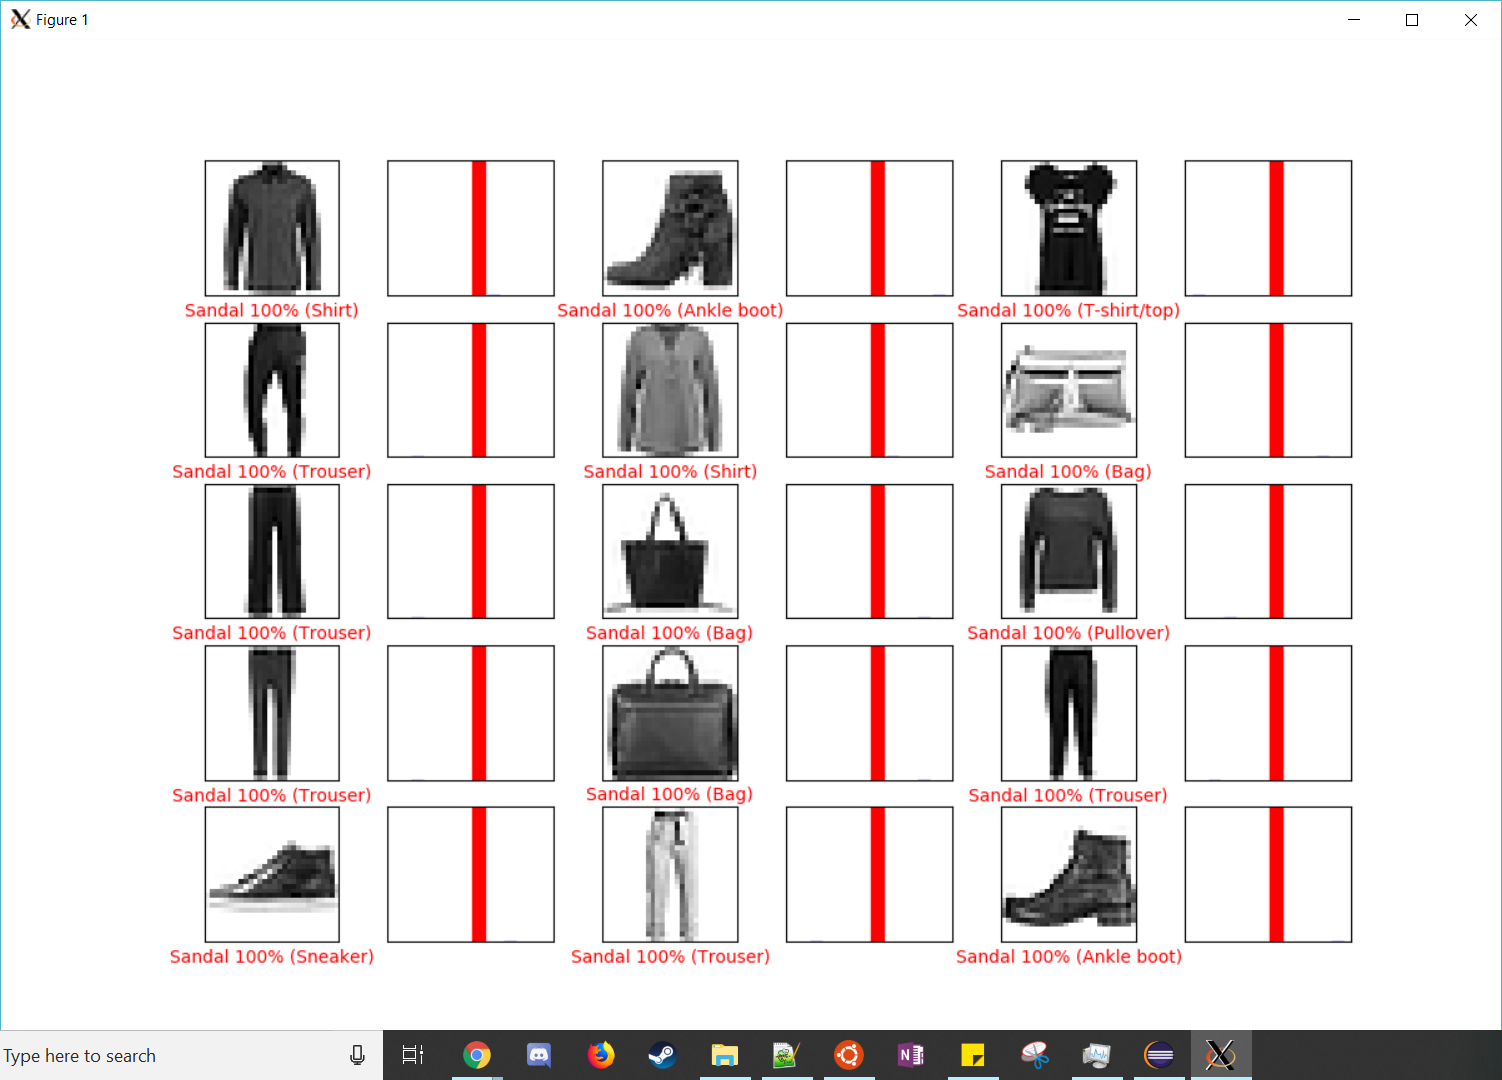 Figure 1
Sandal 100% (Shirt)
Sandal 100% (Ankle boot)
Sandal 100% (T-shirt/top)
Sandal 100% (Trouser)
Sandal 100% (Shirt)
Sandal 100% (Bag)
Sandal 100% (Trouser)
Sandal 100% (Bag)
Sandal 100% (Pullover)
Sandal 100% (Trouser)
Sandal 100% (Bag)
Sandal 100% (Trouser)
Sandal 100% (Sneaker)
Sandal 100% (Trouser)
Sandal 100% (Ankle boot)
Type here to search